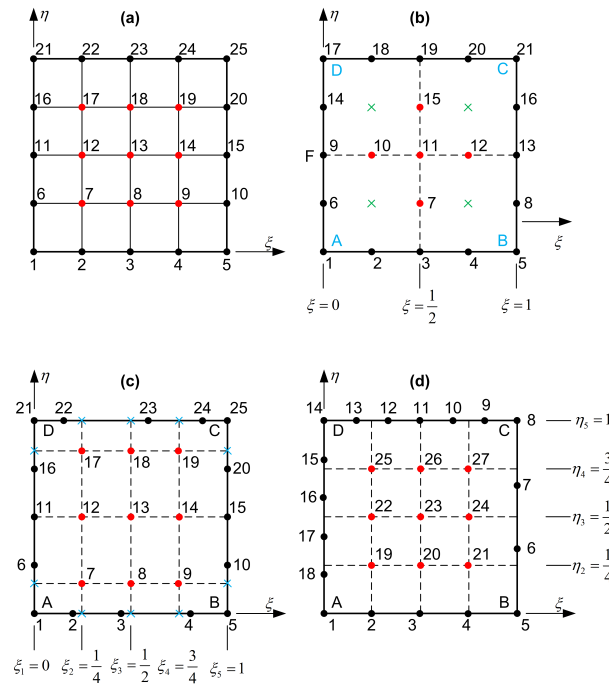 (a)
η
21 22 23 24 25
16 17 18 19 20
11 12 13 14 15
6 7 8 9 10
ξ
1 2 3 4 5
(b)
η
17 18 19 20 21
D C
14 15 16
F 9 10 11 12 13
6 7 8
A B
ξ
1 2 3 4 5
ξ=0 ξ=1/2 ξ=1
(c)
η
21 22 23 24 25
D C
16 17 18 19 20
11 12 13 14 15
6 7 8 9 10
A B
ξ
1 2 3 4 5
ξ₁=0 ξ₂=1/4 ξ₃=1/2 ξ₄=3/4 ξ₅=1
(d)
η
14 13 12 11 10 9 8 η₅=1
D C
15 25 26 27 η₄=3/4
16 7
22 23 24 η₃=1/2
17 6
18 19 20 21 η₂=1/4
A B
ξ
1 2 3 4 5